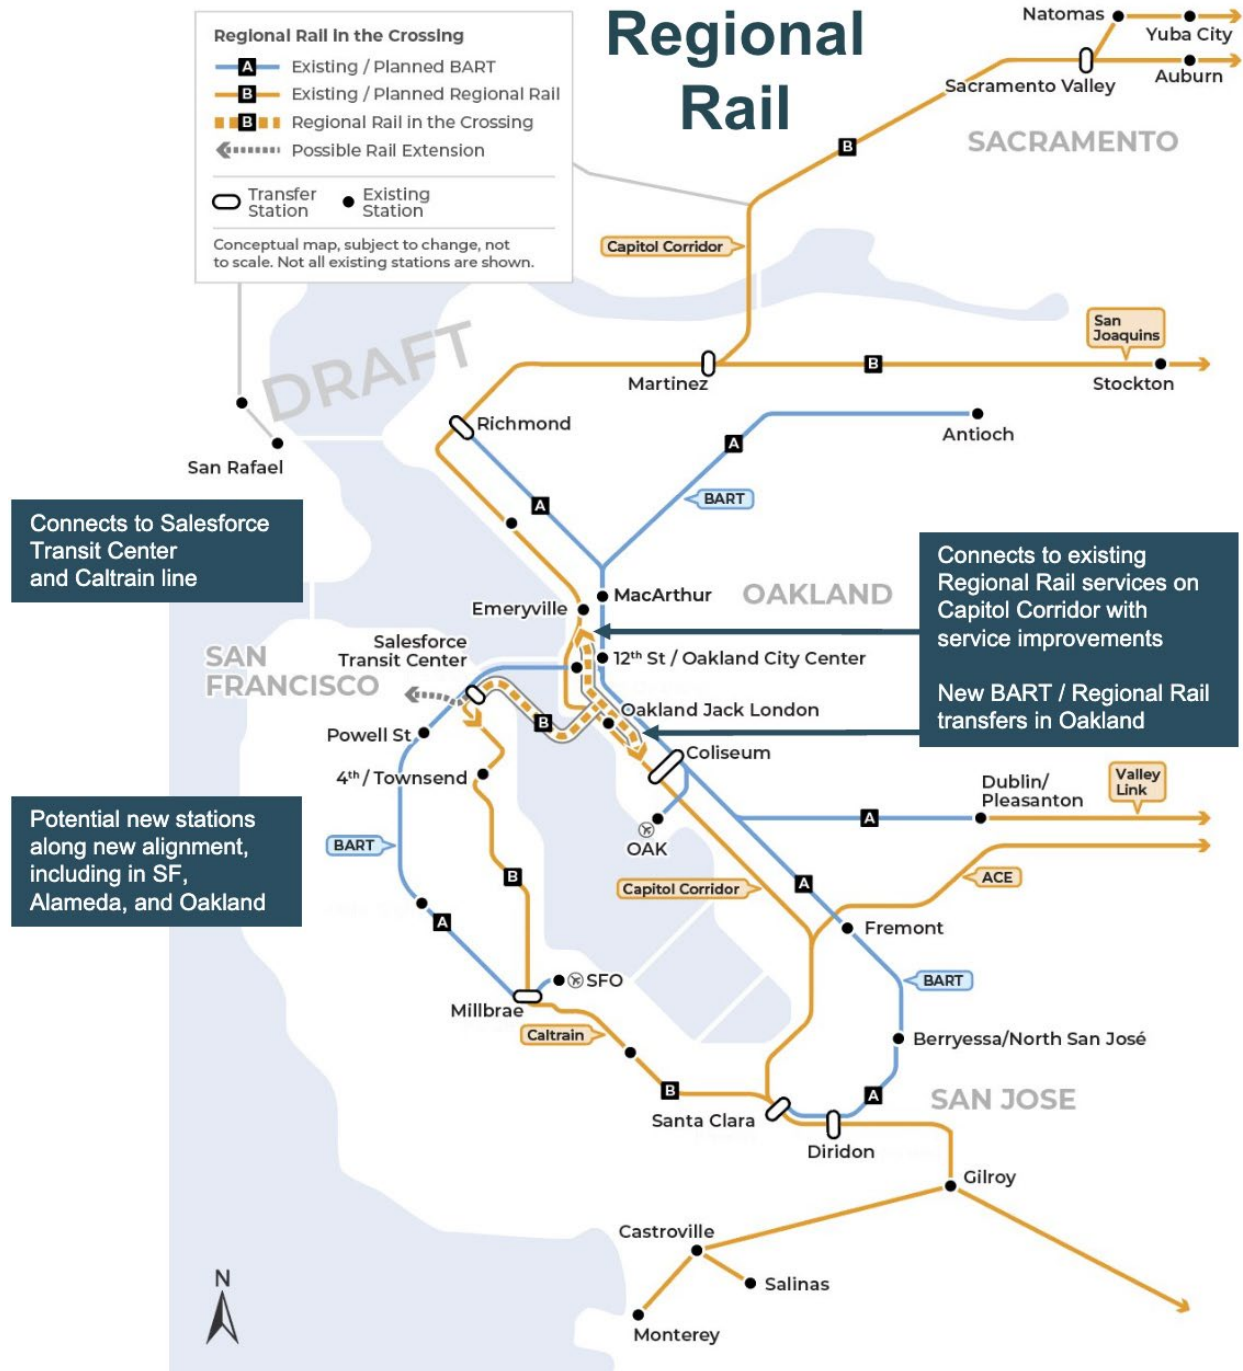 Regional
Rail
Regional Rail in the Crossing
A Existing / Planned BART
B Existing / Planned Regional Rail
B Regional Rail in the Crossing
Possible Rail Extension
Transfer
Station
Existing
Station
Conceptual map, subject to change, not
to scale. Not all existing stations are shown.
Natomas
Yuba City
Sacramento Valley
Auburn
SACRAMENTO
B
Capitol Corridor
DRAFT
San
Joaquins
Martinez
B
Stockton
Richmond
Antioch
San Rafael
A
A
BART
Connects to Salesforce
Transit Center
and Caltrain line
Connects to existing
Regional Rail services on
Capitol Corridor with
service improvements
New BART / Regional Rail
transfers in Oakland
MacArthur
OAKLAND
Emeryville
Salesforce
Transit Center
12th St / Oakland City Center
SAN
FRANCISCO
B
Oakland Jack London
Powell St
Coliseum
4th / Townsend
Dublin/
Pleasanton
Valley
Link
Potential new stations
along new alignment,
including in SF,
Alameda, and Oakland
BART
A
OAK
B
Capitol Corridor
A
ACE
A
Fremont
SFO
BART
Millbrae
Caltrain
Berryessa/North San José
B
A
SAN JOSE
Santa Clara
Diridon
Gilroy
Castroville
Salinas
Monterey
N